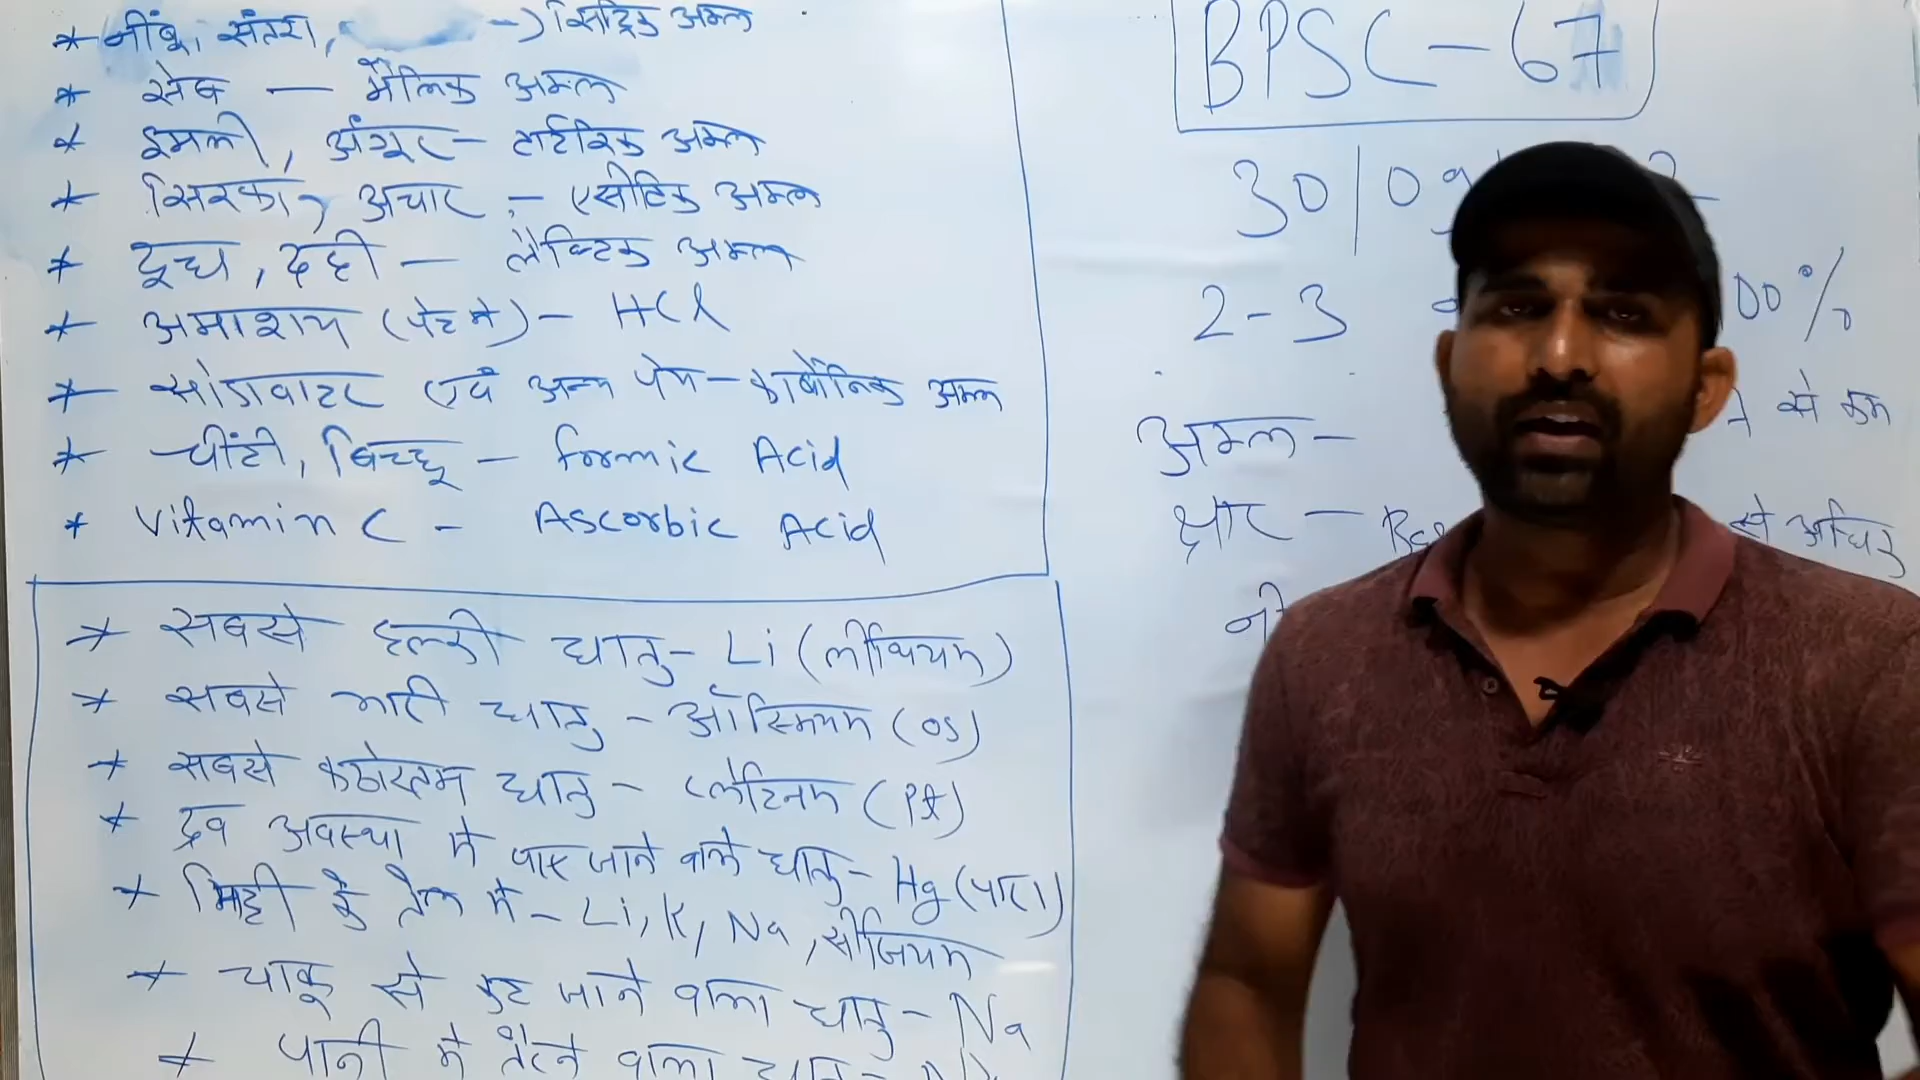 * नींबू, संतरा, → सिट्रिक अम्ल
* सेब — मैलिक अम्ल
* इमली, अंगूर - टार्टरिक अम्ल
* सिरका, अचार - एसीटिक अम्ल
* दूध, दही — लैक्टिक अम्ल
* अमाशय (पेट मे) - HCl
* सोडावाटर एवं अन्य पेय - कार्बोनिक अम्ल
* चींटी, बिच्छू - formic Acid
* Vitamin C - Ascorbic Acid
* सबसे हल्की धातु - Li (लीथियम)
* सबसे भारी धातु - ऑस्मियम (Os)
* सबसे कठोरतम धातु - प्लेटिनम (Pt)
* द्रव अवस्था मे पाए जाने वाले धातु - Hg (पारा)
* मिट्टी के तेल मे - Li, K, Na, सीजियम
* चाकू से कट जाने वाला धातु - Na
* पानी मे तैरने वाला धातु -
BPSC - 67
30/09
2-3 00%
अम्ल - से कम
क्षार - से अधिक